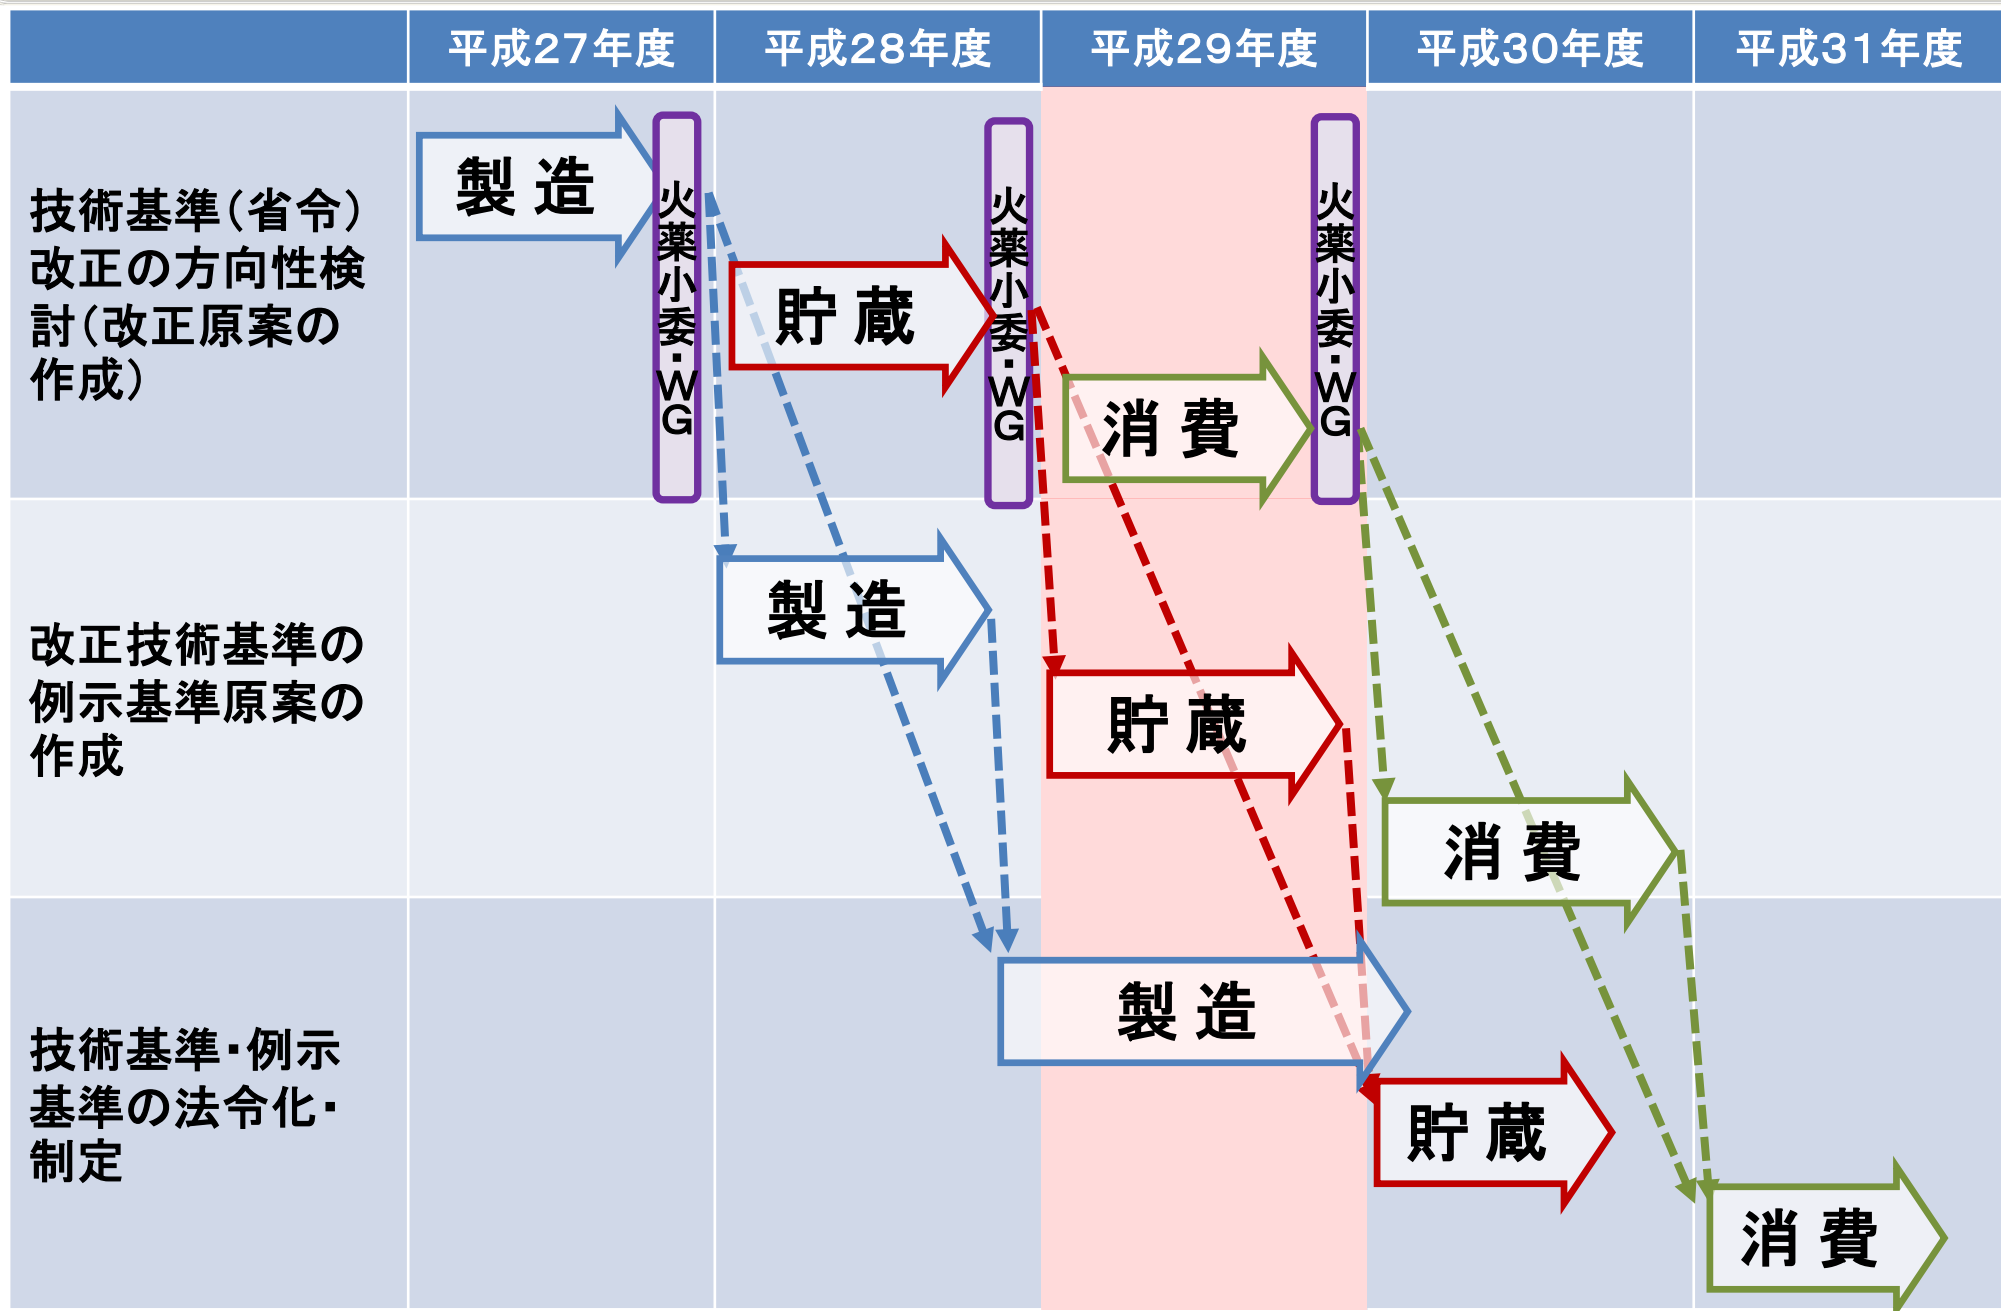 平成27年度
平成28年度
平成29年度
平成30年度
平成31年度
技術基準（省令）
改正の方向性検
討（改正原案の
作成）
製造
火薬小委・WG
貯蔵
火薬小委・WG
消費
火薬小委・WG
改正技術基準の
例示基準原案の
作成
製造
貯蔵
消費
技術基準・例示
基準の法令化・
制定
製造
貯蔵
消費